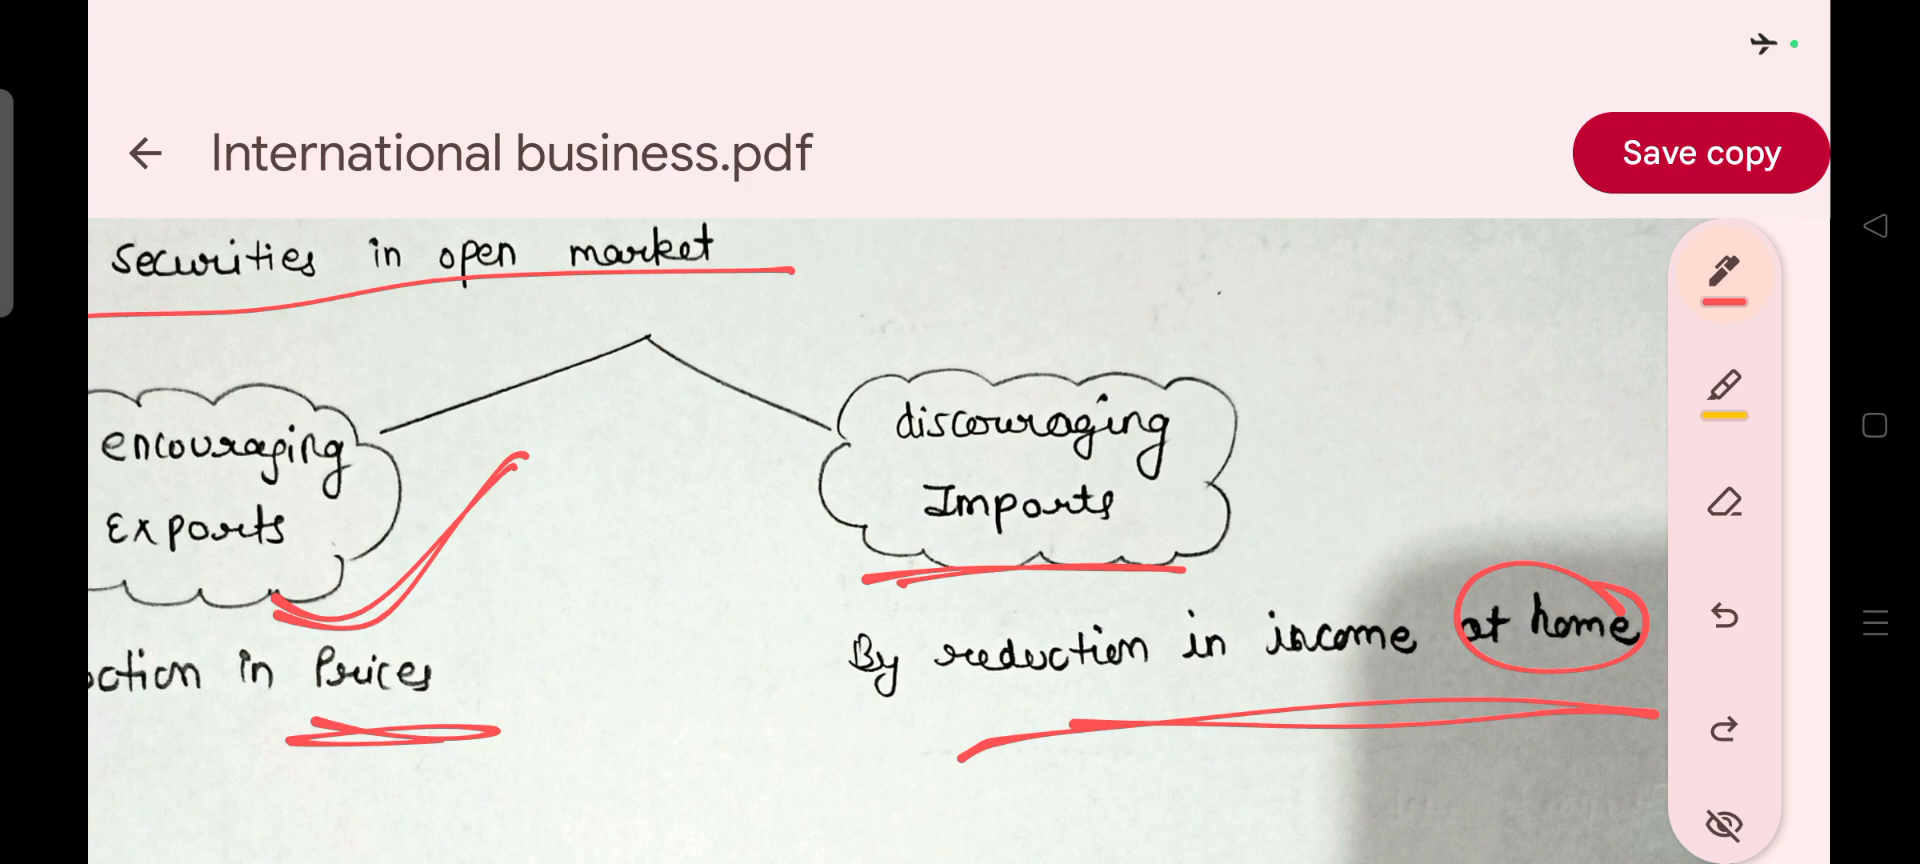 International business.pdf
Save copy
securities in open market
encouraging
Exports
discouraging
Imports
ction in Prices
By reduction in income at home